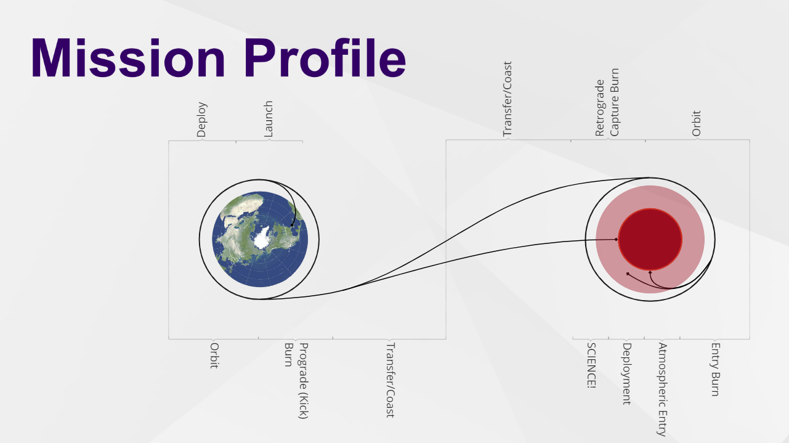 Mission Profile
Deploy
Launch
Transfer/Coast
Retrograde
Capture Burn
Orbit
Orbit
Prograde (Kick)
Burn
Transfer/Coast
SCIENCE!
Deployment
Atmospheric Entry
Entry Burn